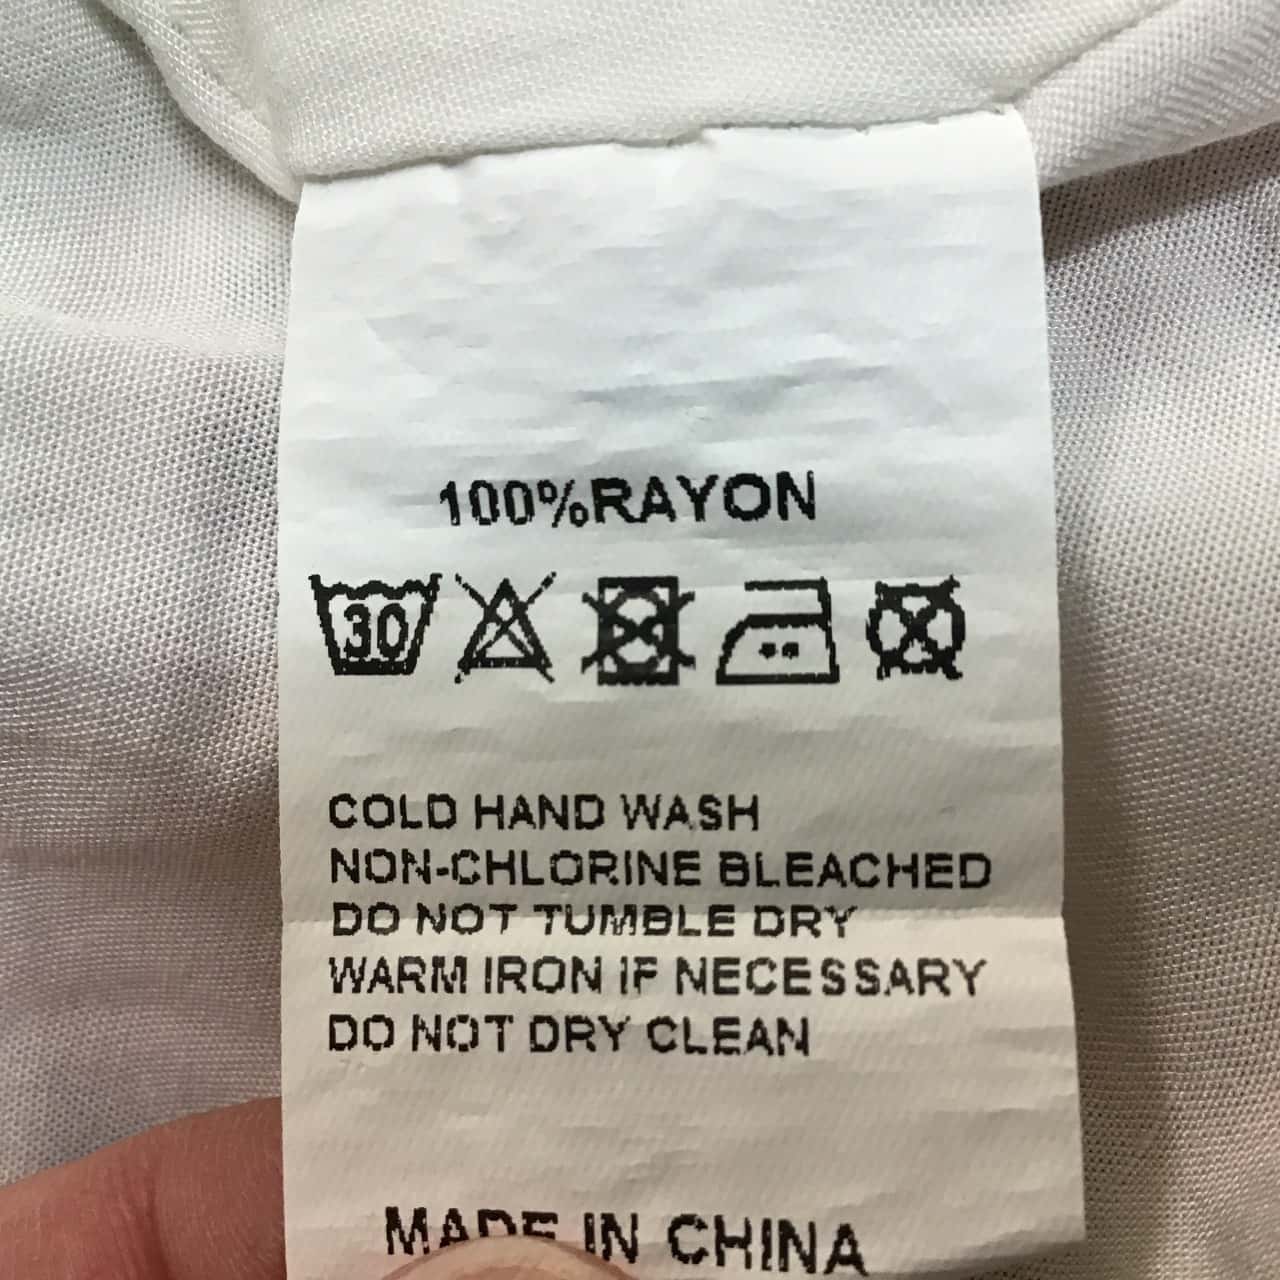 100%RAYON
30
COLD HAND WASH
NON-CHLORINE BLEACHED
DO NOT TUMBLE DRY
WARM IRON IF NECESSARY
DO NOT DRY CLEAN
MADE IN CHINA